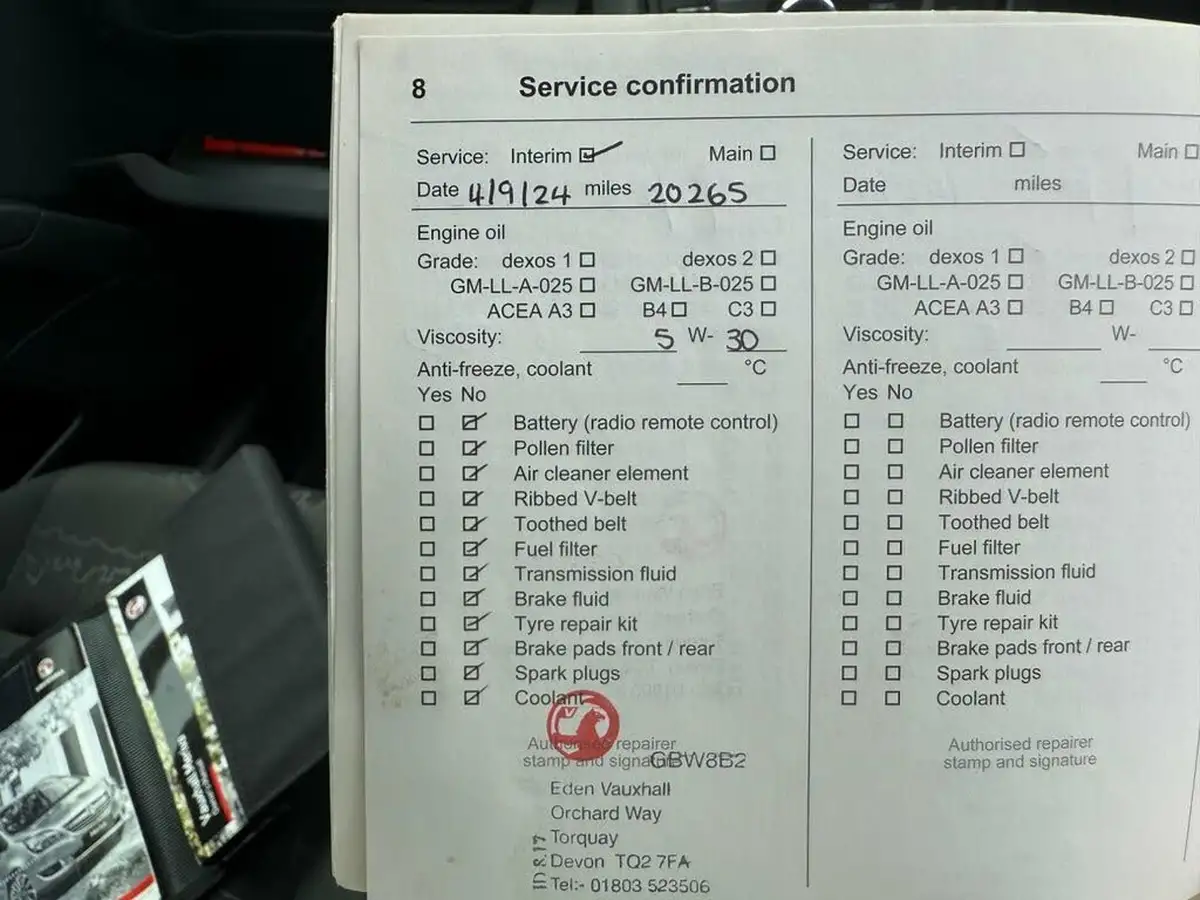 8 Service confirmation
Service: Interim Main
Date 4/9/24 miles 20265
Engine oil
Grade: dexos 1 dexos 2
GM-LL-A-025 GM-LL-B-025
ACEA A3 B4 C3
Viscosity: 5 W- 30
Anti-freeze, coolant °C
Yes No
Battery (radio remote control)
Pollen filter
Air cleaner element
Ribbed V-belt
Toothed belt
Fuel filter
Transmission fluid
Brake fluid
Tyre repair kit
Brake pads front / rear
Spark plugs
Coolant
Authorised repairer
stamp and signature GBW8B2
Eden Vauxhall
Orchard Way
Torquay
Devon TQ2 7FA
Tel:- 01803 523506
Service: Interim Main
Date miles
Engine oil
Grade: dexos 1 dexos 2
GM-LL-A-025 GM-LL-B-025
ACEA A3 B4 C3
Viscosity: W-
Anti-freeze, coolant °C
Yes No
Battery (radio remote control)
Pollen filter
Air cleaner element
Ribbed V-belt
Toothed belt
Fuel filter
Transmission fluid
Brake fluid
Tyre repair kit
Brake pads front / rear
Spark plugs
Coolant
Authorised repairer
stamp and signature